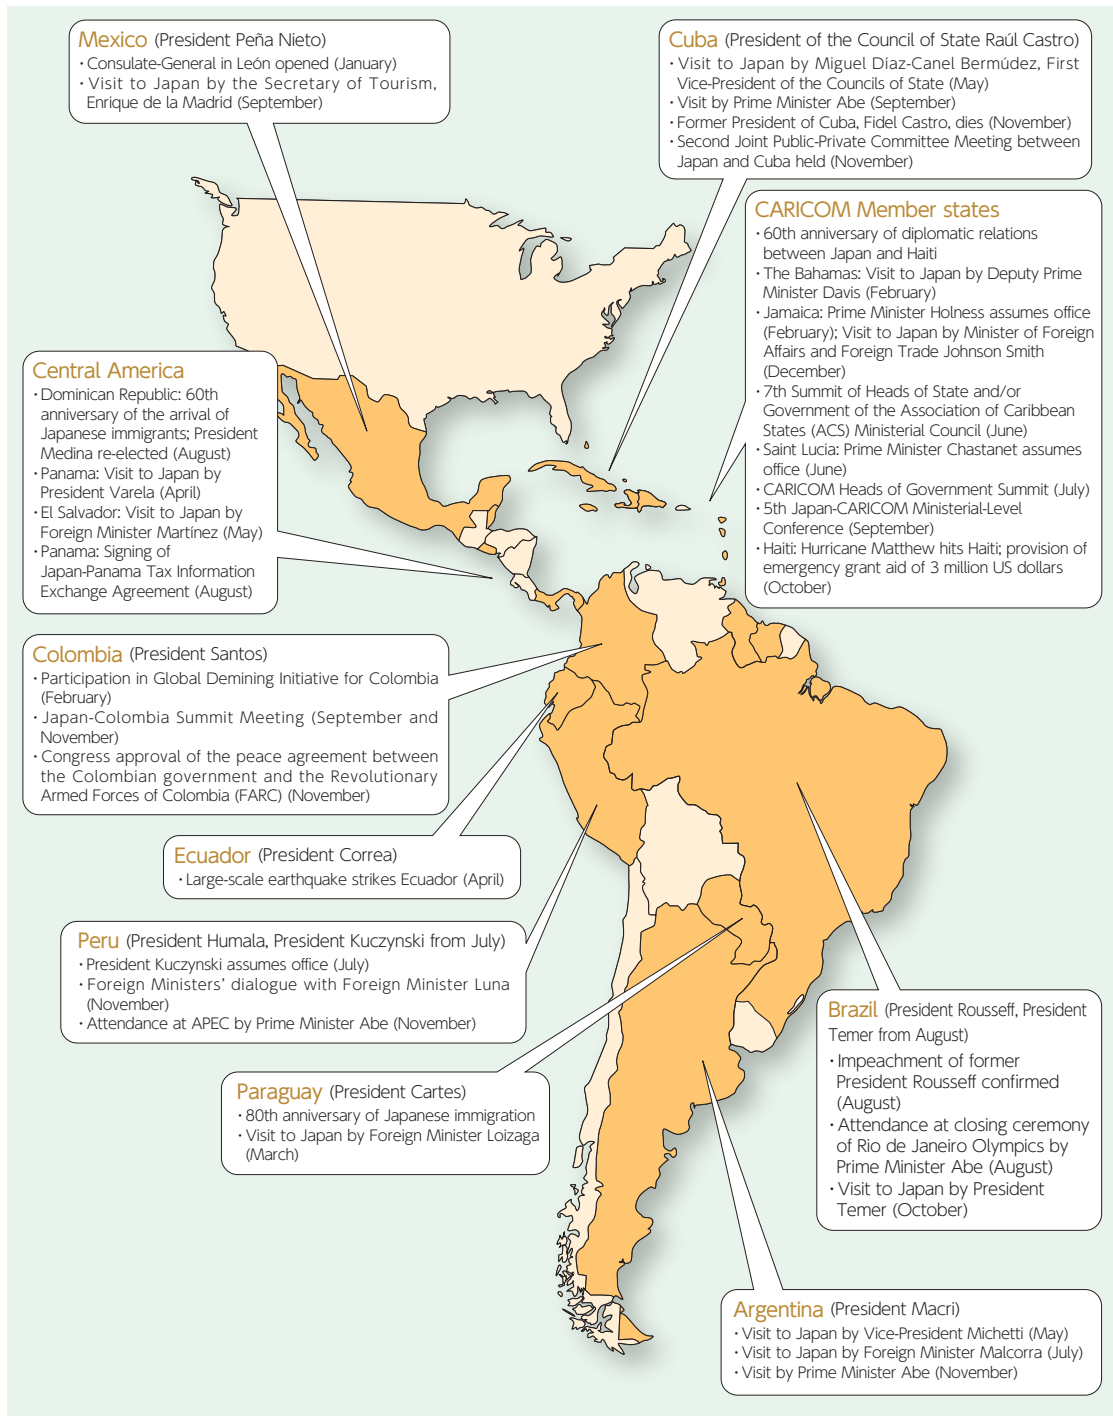 Mexico (President Peña Nieto)
・Consulate-General in León opened (January)
・Visit to Japan by the Secretary of Tourism,
Enrique de la Madrid (September)
Cuba (President of the Council of State Raúl Castro)
・Visit to Japan by Miguel Díaz-Canel Bermúdez, First
Vice-President of the Councils of State (May)
・Visit by Prime Minister Abe (September)
・Former President of Cuba, Fidel Castro, dies (November)
・Second Joint Public-Private Committee Meeting between
Japan and Cuba held (November)
CARICOM Member states
・60th anniversary of diplomatic relations
between Japan and Haiti
・The Bahamas: Visit to Japan by Deputy Prime
Minister Davis (February)
・Jamaica: Prime Minister Holness assumes office
(February); Visit to Japan by Minister of Foreign
Affairs and Foreign Trade Johnson Smith
(December)
・7th Summit of Heads of State and/or
Government of the Association of Caribbean
States (ACS) Ministerial Council (June)
・Saint Lucia: Prime Minister Chastanet assumes
office (June)
・CARICOM Heads of Government Summit (July)
・5th Japan-CARICOM Ministerial-Level
Conference (September)
・Haiti: Hurricane Matthew hits Haiti; provision of
emergency grant aid of 3 million US dollars
(October)
Central America
・Dominican Republic: 60th
anniversary of the arrival of
Japanese immigrants; President
Medina re-elected (August)
・Panama: Visit to Japan by
President Varela (April)
・El Salvador: Visit to Japan by
Foreign Minister Martínez (May)
・Panama: Signing of
Japan-Panama Tax Information
Exchange Agreement (August)
Colombia (President Santos)
・Participation in Global Demining Initiative for Colombia
(February)
・Japan-Colombia Summit Meeting (September and
November)
・Congress approval of the peace agreement between
the Colombian government and the Revolutionary
Armed Forces of Colombia (FARC) (November)
Ecuador (President Correa)
・Large-scale earthquake strikes Ecuador (April)
Peru (President Humala, President Kuczynski from July)
・President Kuczynski assumes office (July)
・Foreign Ministers' dialogue with Foreign Minister Luna
(November)
・Attendance at APEC by Prime Minister Abe (November)
Paraguay (President Cartes)
・80th anniversary of Japanese immigration
・Visit to Japan by Foreign Minister Loizaga
(March)
Brazil (President Rousseff, President
Temer from August)
・Impeachment of former
President Rousseff confirmed
(August)
・Attendance at closing ceremony
of Rio de Janeiro Olympics by
Prime Minister Abe (August)
・Visit to Japan by President
Temer (October)
Argentina (President Macri)
・Visit to Japan by Vice-President Michetti (May)
・Visit to Japan by Foreign Minister Malcorra (July)
・Visit by Prime Minister Abe (November)